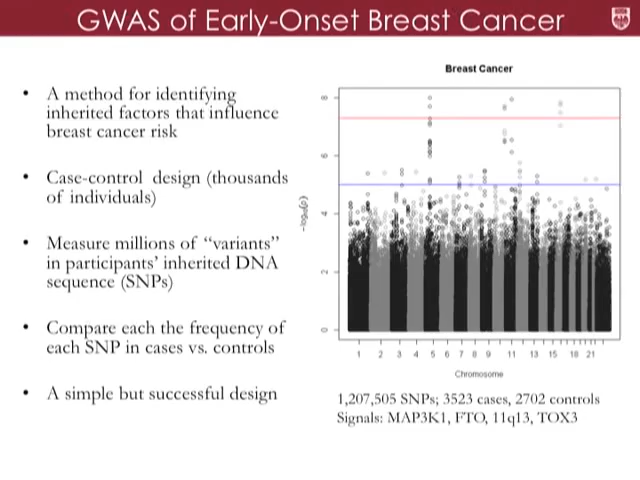 GWAS of Early-Onset Breast Cancer
• A method for identifying
inherited factors that influence
breast cancer risk
• Case-control design (thousands
of individuals)
• Measure millions of “variants”
in participants’ inherited DNA
sequence (SNPs)
• Compare each the frequency of
each SNP in cases vs. controls
• A simple but successful design
Breast Cancer
8
6
4
2
0
−log₁₀(p)
1 2 3 4 5 6 7 8 9 11 13 15 18 21
Chromosome
1,207,505 SNPs; 3523 cases, 2702 controls
Signals: MAP3K1, FTO, 11q13, TOX3